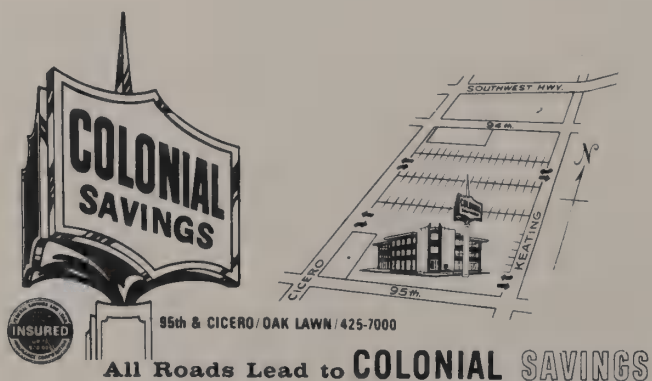 COLONIAL
SAVINGS
INSURED
95th & CICERO/OAK LAWN/425-7000
SOUTHWEST HWY.
94TH.
N
CICERO
KEATING
95TH.
All Roads Lead to COLONIAL SAVINGS